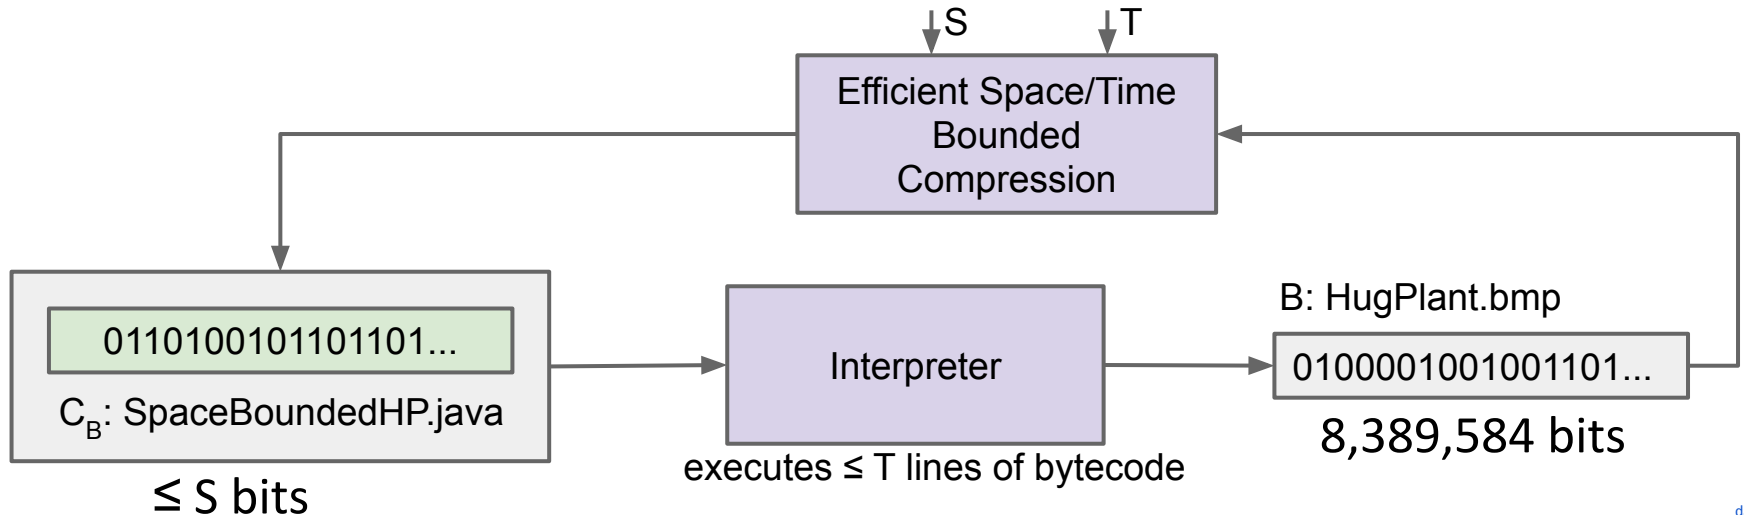 S
T
Efficient Space/Time
Bounded
Compression
0110100101101101...
C_B: SpaceBoundedHP.java
≤ S bits
Interpreter
executes ≤ T lines of bytecode
B: HugPlant.bmp
0100001001001101...
8,389,584 bits
d